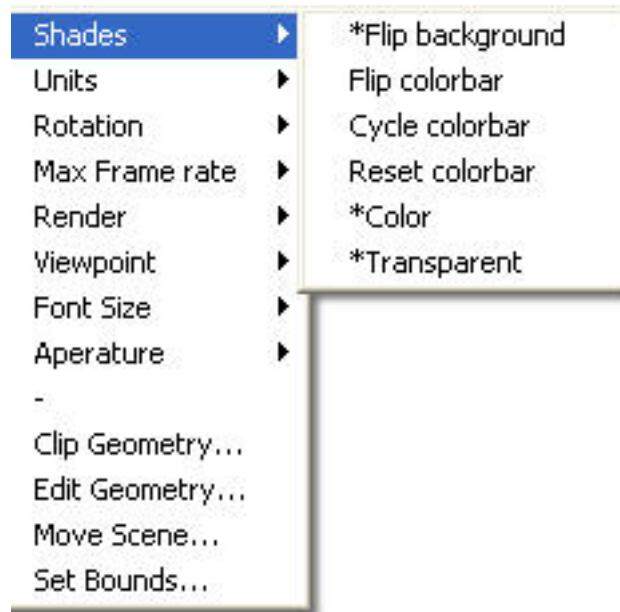 Shades
Units
Rotation
Max Frame rate
Render
Viewpoint
Font Size
Aperature
-
Clip Geometry...
Edit Geometry...
Move Scene...
Set Bounds...
*Flip background
Flip colorbar
Cycle colorbar
Reset colorbar
*Color
*Transparent